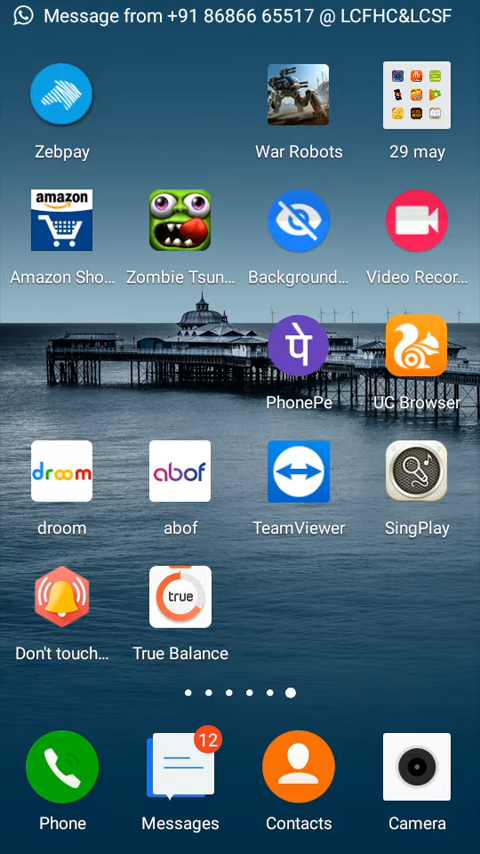 Message from +91 86866 65517 @ LCFHC&LCSF
Zebpay
War Robots
29 may
amazon
Amazon Sho...
Zombie Tsun...
Background...
Video Recor...
पे
PhonePe
UC Browser
droom
abof
droom
abof
TeamViewer
SingPlay
true
Don't touch...
True Balance
12
Phone
Messages
Contacts
Camera